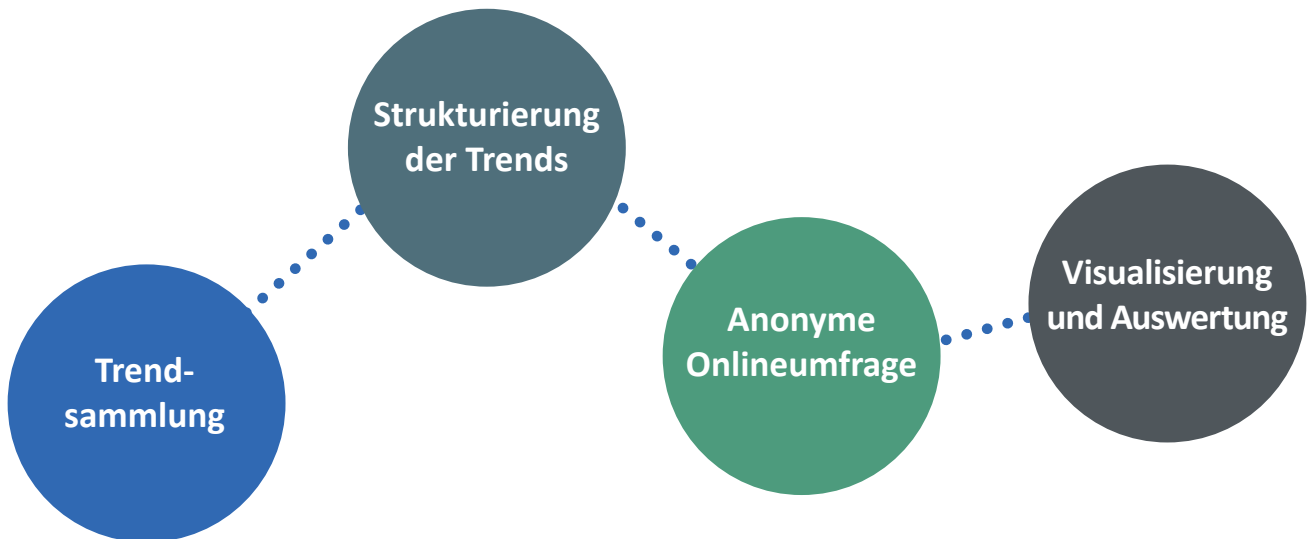 Trend-
sammlung
Strukturierung
der Trends
Anonyme
Onlineumfrage
Visualisierung
und Auswertung